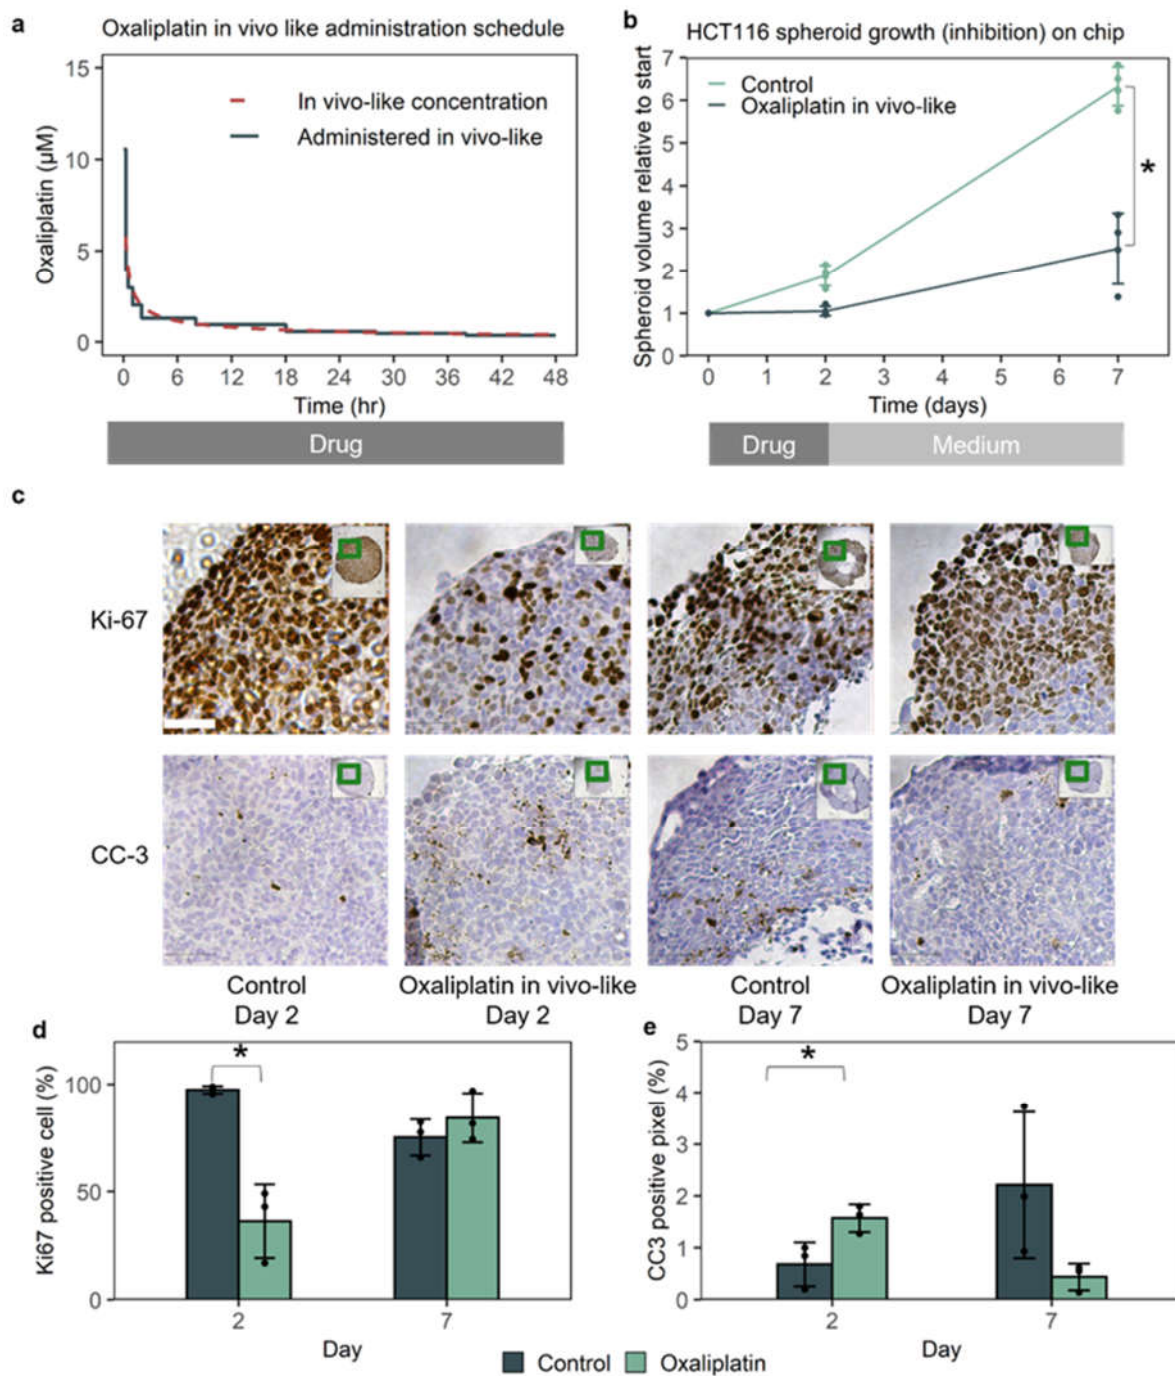 a
Oxaliplatin in vivo like administration schedule
15
10
5
0
Oxaliplatin (µM)
In vivo-like concentration
Administered in vivo-like
0 6 12 18 24 30 36 42 48
Time (hr)
Drug
b
HCT116 spheroid growth (inhibition) on chip
7
6
5
4
3
2
1
0
Spheroid volume relative to start
Control
Oxaliplatin in vivo-like
*
0 1 2 3 4 5 6 7
Time (days)
Drug Medium
c
Ki-67
CC-3
Control Oxaliplatin in vivo-like Control Oxaliplatin in vivo-like
Day 2 Day 2 Day 7 Day 7
d
*
100
50
0
Ki67 positive cell (%)
2 7
Day
e
*
5
4
3
2
1
0
CC3 positive pixel (%)
2 7
Day
Control Oxaliplatin